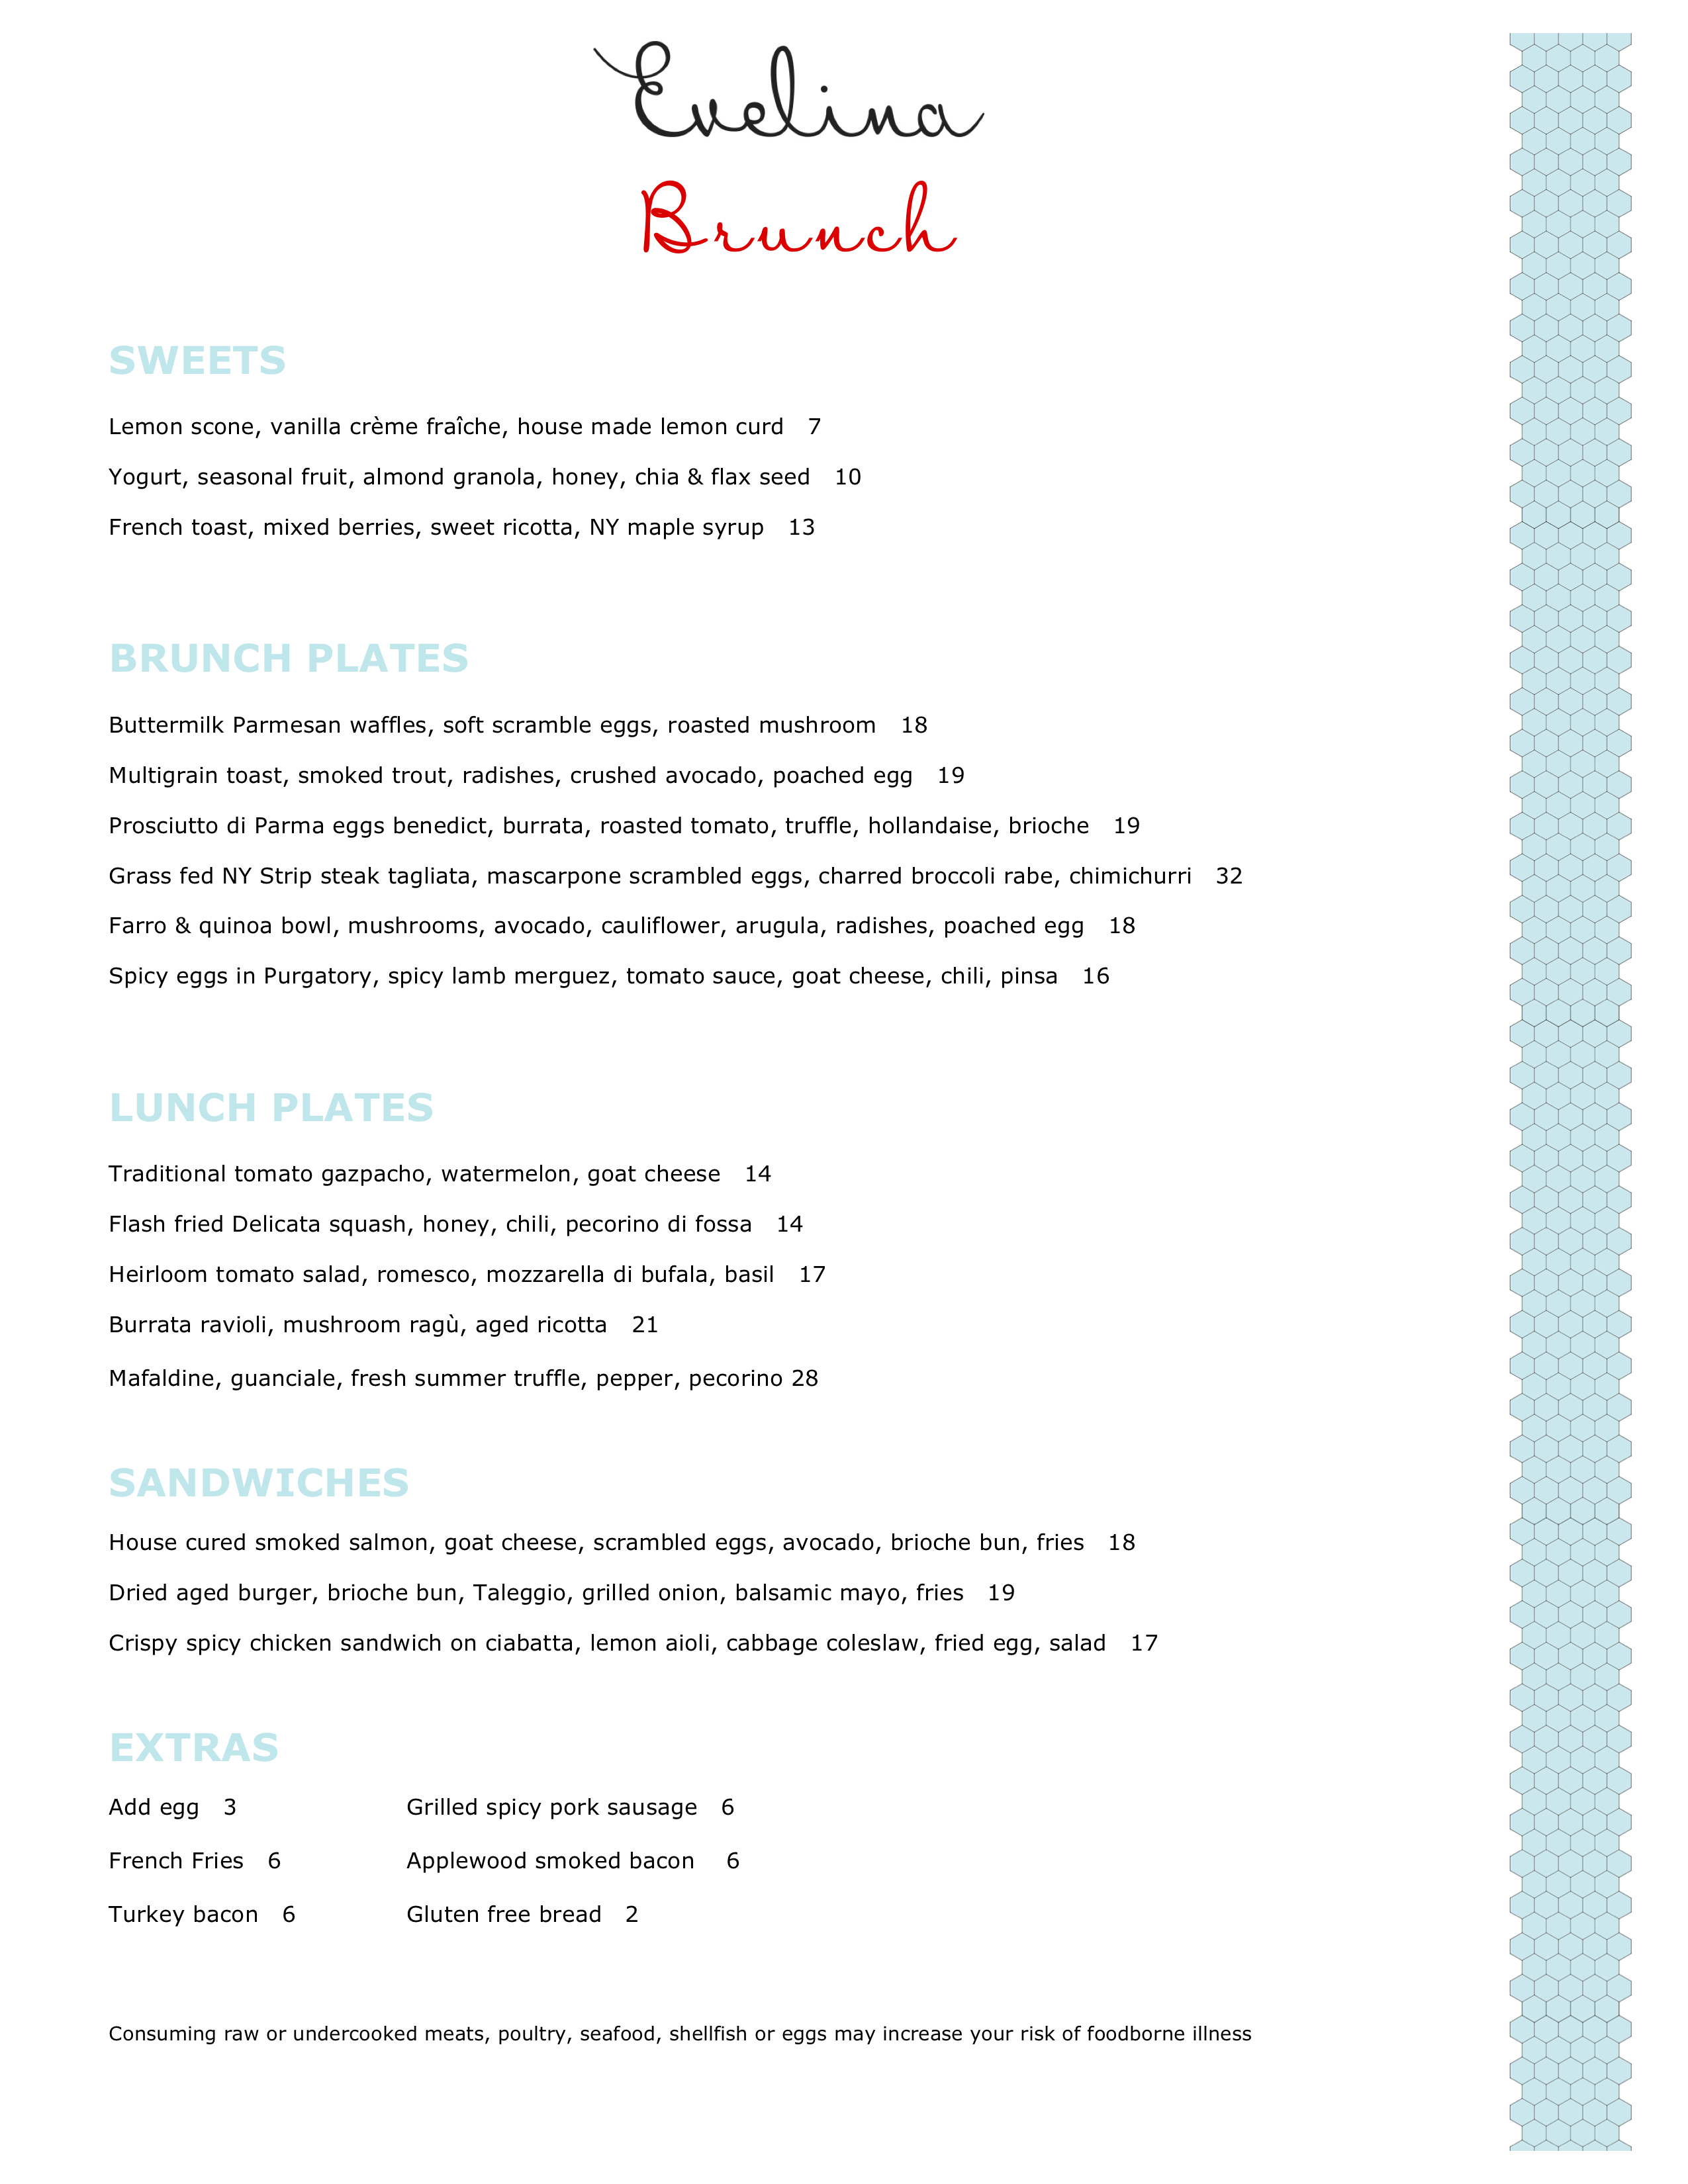 Evelina
Brunch
SWEETS
Lemon scone, vanilla crème fraîche, house made lemon curd 7
Yogurt, seasonal fruit, almond granola, honey, chia & flax seed 10
French toast, mixed berries, sweet ricotta, NY maple syrup 13
BRUNCH PLATES
Buttermilk Parmesan waffles, soft scramble eggs, roasted mushroom 18
Multigrain toast, smoked trout, radishes, crushed avocado, poached egg 19
Prosciutto di Parma eggs benedict, burrata, roasted tomato, truffle, hollandaise, brioche 19
Grass fed NY Strip steak tagliata, mascarpone scrambled eggs, charred broccoli rabe, chimichurri 32
Farro & quinoa bowl, mushrooms, avocado, cauliflower, arugula, radishes, poached egg 18
Spicy eggs in Purgatory, spicy lamb merguez, tomato sauce, goat cheese, chili, pinsa 16
LUNCH PLATES
Traditional tomato gazpacho, watermelon, goat cheese 14
Flash fried Delicata squash, honey, chili, pecorino di fossa 14
Heirloom tomato salad, romesco, mozzarella di bufala, basil 17
Burrata ravioli, mushroom ragù, aged ricotta 21
Mafaldine, guanciale, fresh summer truffle, pepper, pecorino 28
SANDWICHES
House cured smoked salmon, goat cheese, scrambled eggs, avocado, brioche bun, fries 18
Dried aged burger, brioche bun, Taleggio, grilled onion, balsamic mayo, fries 19
Crispy spicy chicken sandwich on ciabatta, lemon aioli, cabbage coleslaw, fried egg, salad 17
EXTRAS
Add egg 3 Grilled spicy pork sausage 6
French Fries 6 Applewood smoked bacon 6
Turkey bacon 6 Gluten free bread 2
Consuming raw or undercooked meats, poultry, seafood, shellfish or eggs may increase your risk of foodborne illness